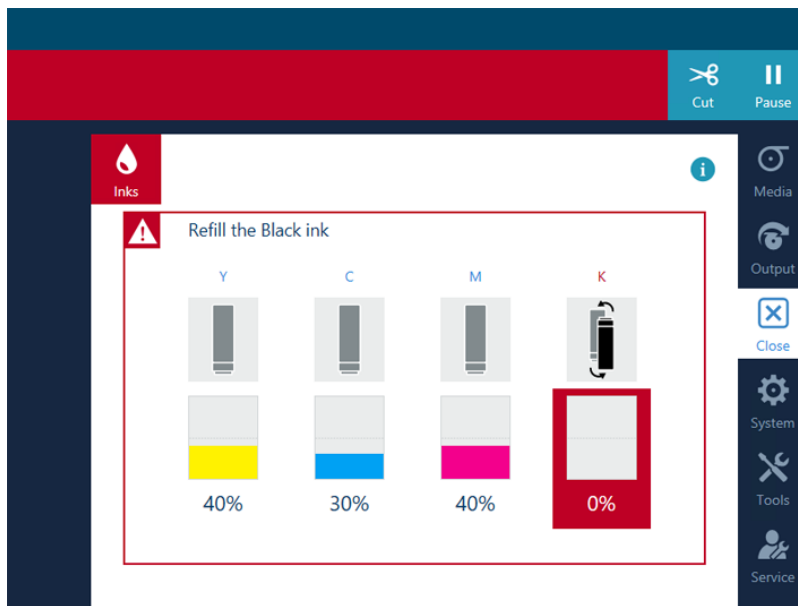 Cut
Pause
Inks
i
Media
Refill the Black ink
Output
Y
C
M
K
Close
System
40%
30%
40%
0%
Tools
Service